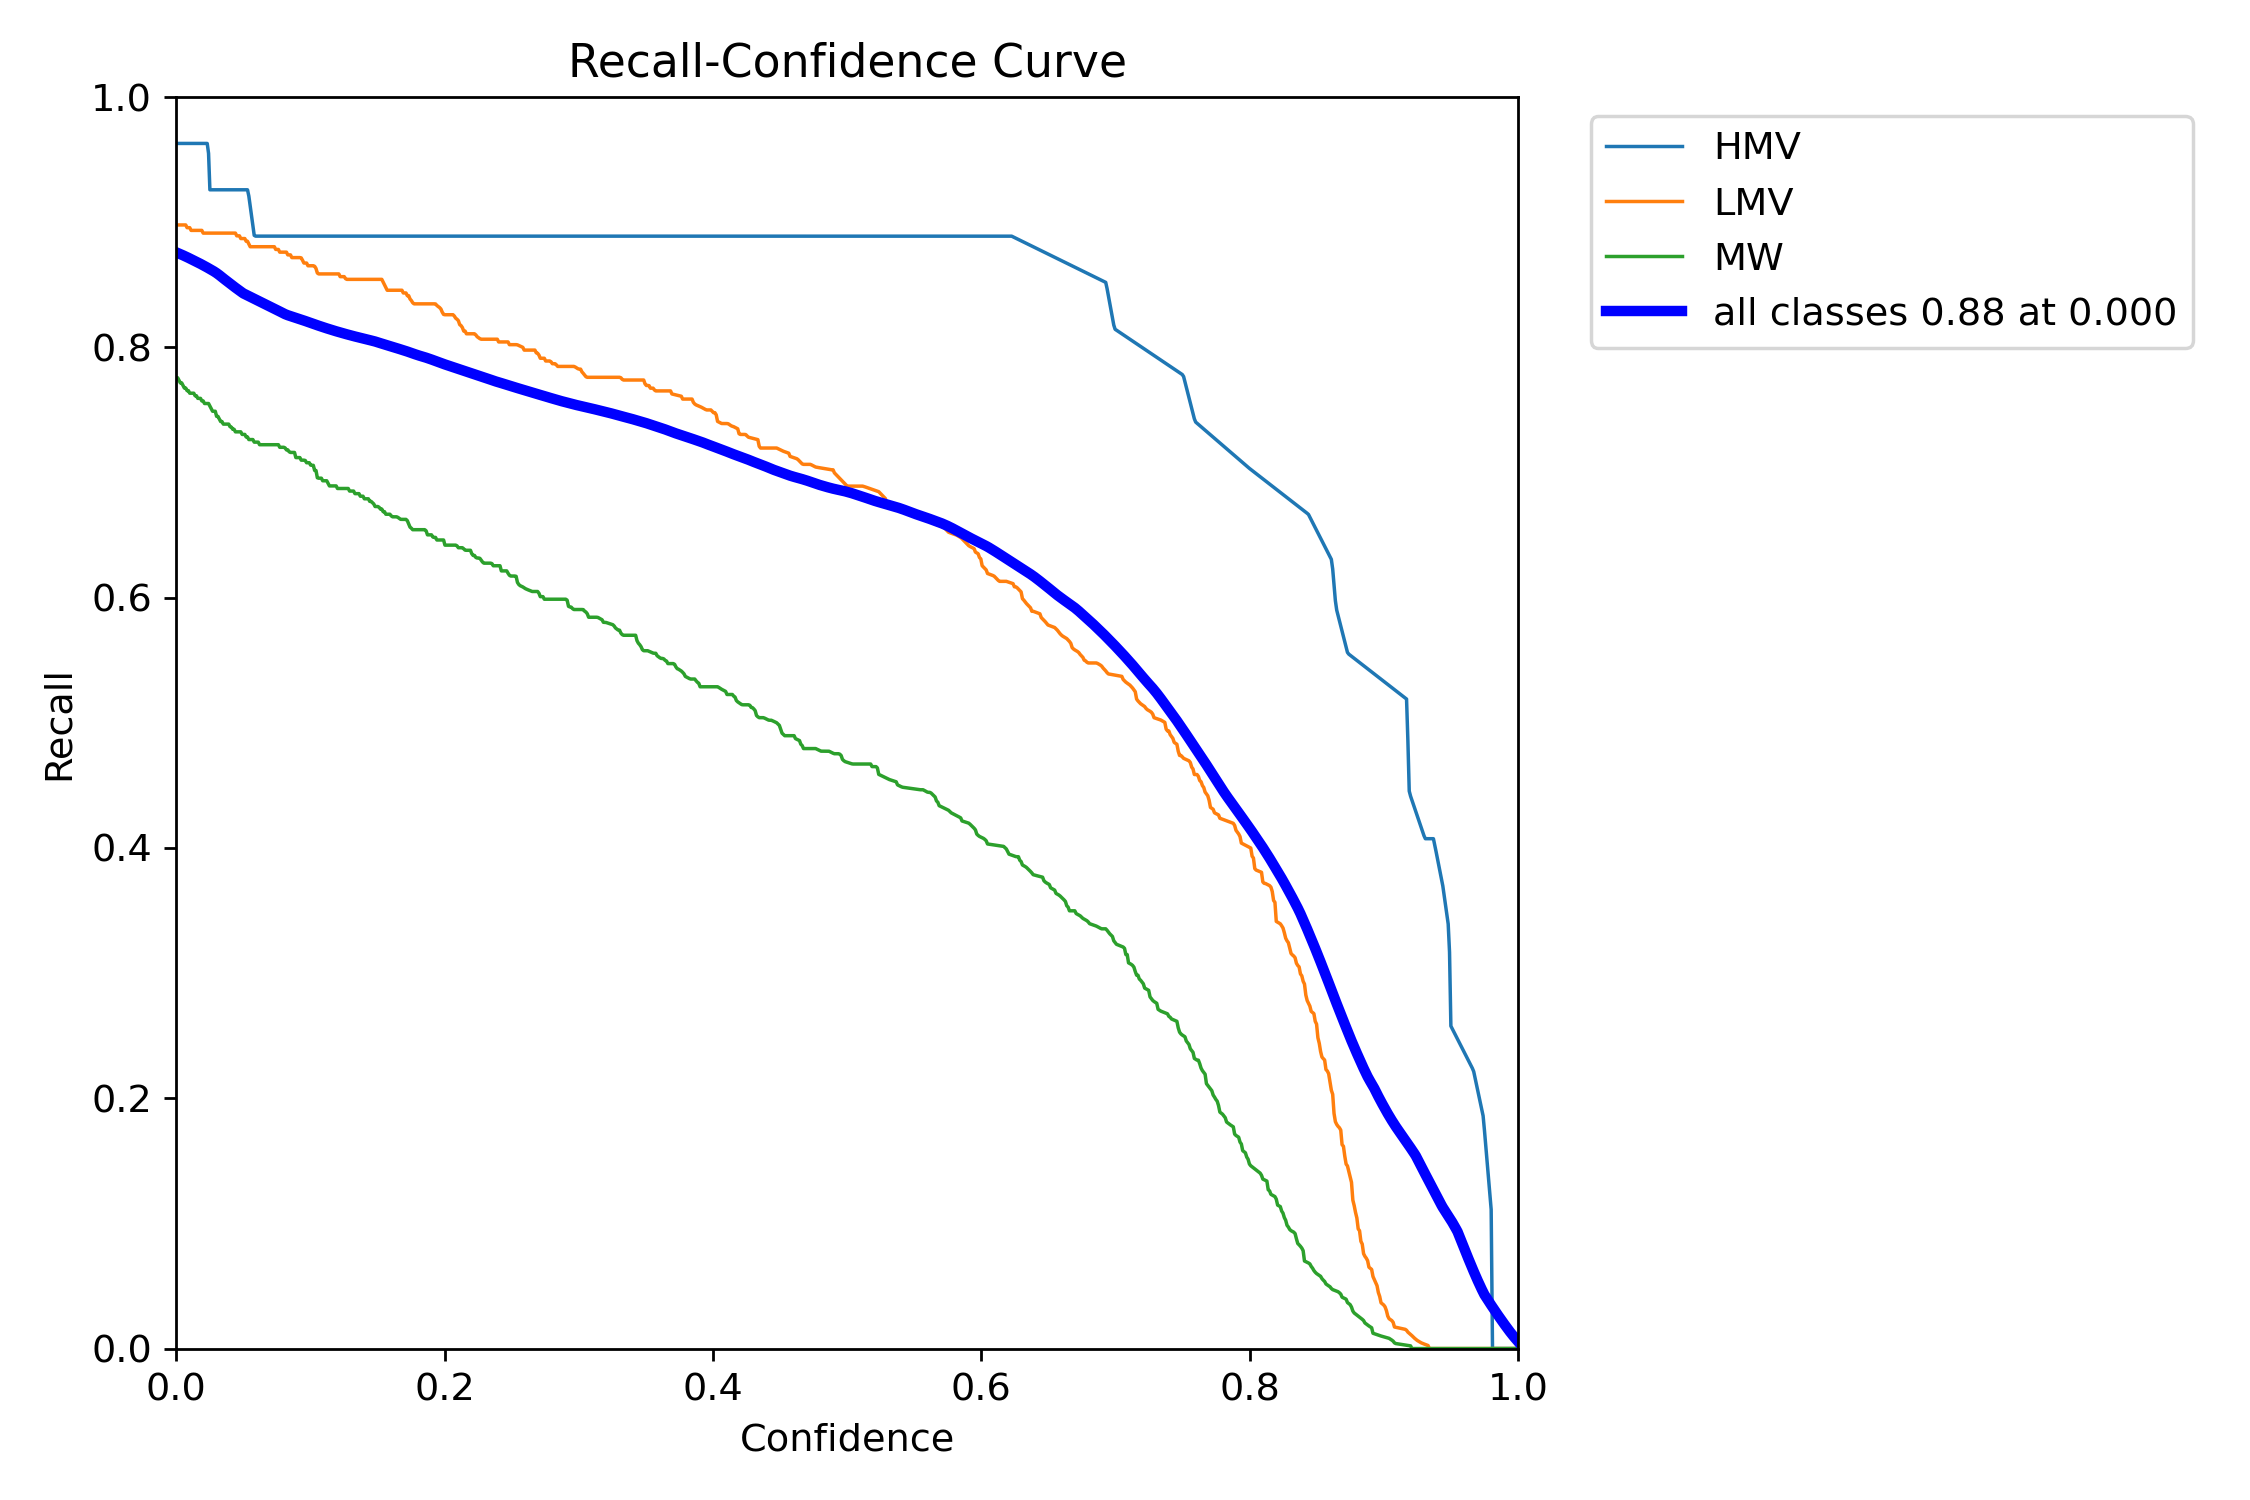 Recall-Confidence Curve
1.0
0.8
0.6
0.4
0.2
0.0
Recall
0.0 0.2 0.4 0.6 0.8 1.0
Confidence
HMV
LMV
MW
all classes 0.88 at 0.000